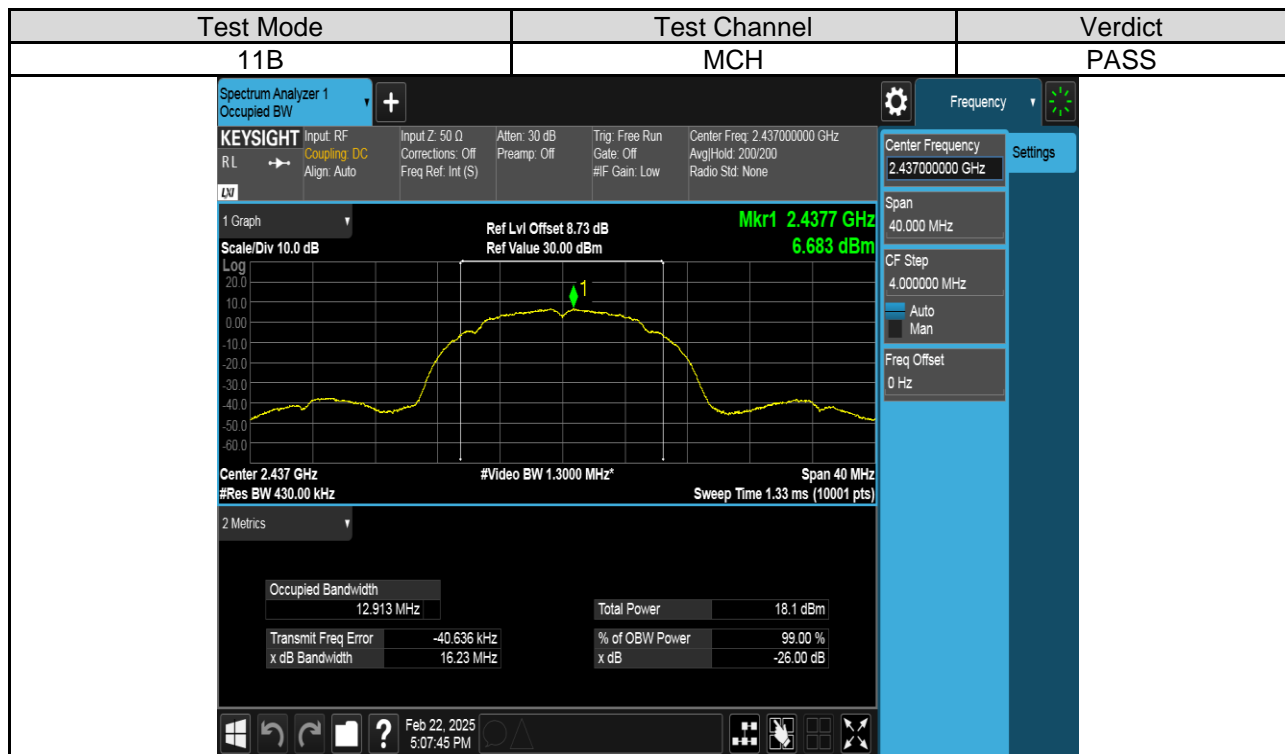 Test Mode Test Channel Verdict
11B MCH PASS
Spectrum Analyzer 1
Occupied BW
+
Frequency
KEYSIGHT
R L
LXI
Input: RF
Coupling: DC
Align: Auto
Input Z: 50 Ω
Corrections: Off
Freq Ref: Int (S)
Atten: 30 dB
Preamp: Off
Trig: Free Run
Gate: Off
#IF Gain: Low
Center Freq: 2.437000000 GHz
Avg|Hold: 200/200
Radio Std: None
Center Frequency
2.437000000 GHz
Settings
Span
40.000 MHz
CF Step
4.000000 MHz
Auto
Man
Freq Offset
0 Hz
1 Graph
Scale/Div 10.0 dB
Ref Lvl Offset 8.73 dB
Ref Value 30.00 dBm
Mkr1 2.4377 GHz
6.683 dBm
Log
20.0
10.0
0.00
-10.0
-20.0
-30.0
-40.0
-50.0
-60.0
1
Center 2.437 GHz
#Res BW 430.00 kHz
#Video BW 1.3000 MHz*
Span 40 MHz
Sweep Time 1.33 ms (10001 pts)
2 Metrics
Occupied Bandwidth
12.913 MHz
Total Power 18.1 dBm
Transmit Freq Error -40.636 kHz
% of OBW Power 99.00 %
x dB Bandwidth 16.23 MHz
x dB -26.00 dB
?
Feb 22, 2025
5:07:45 PM